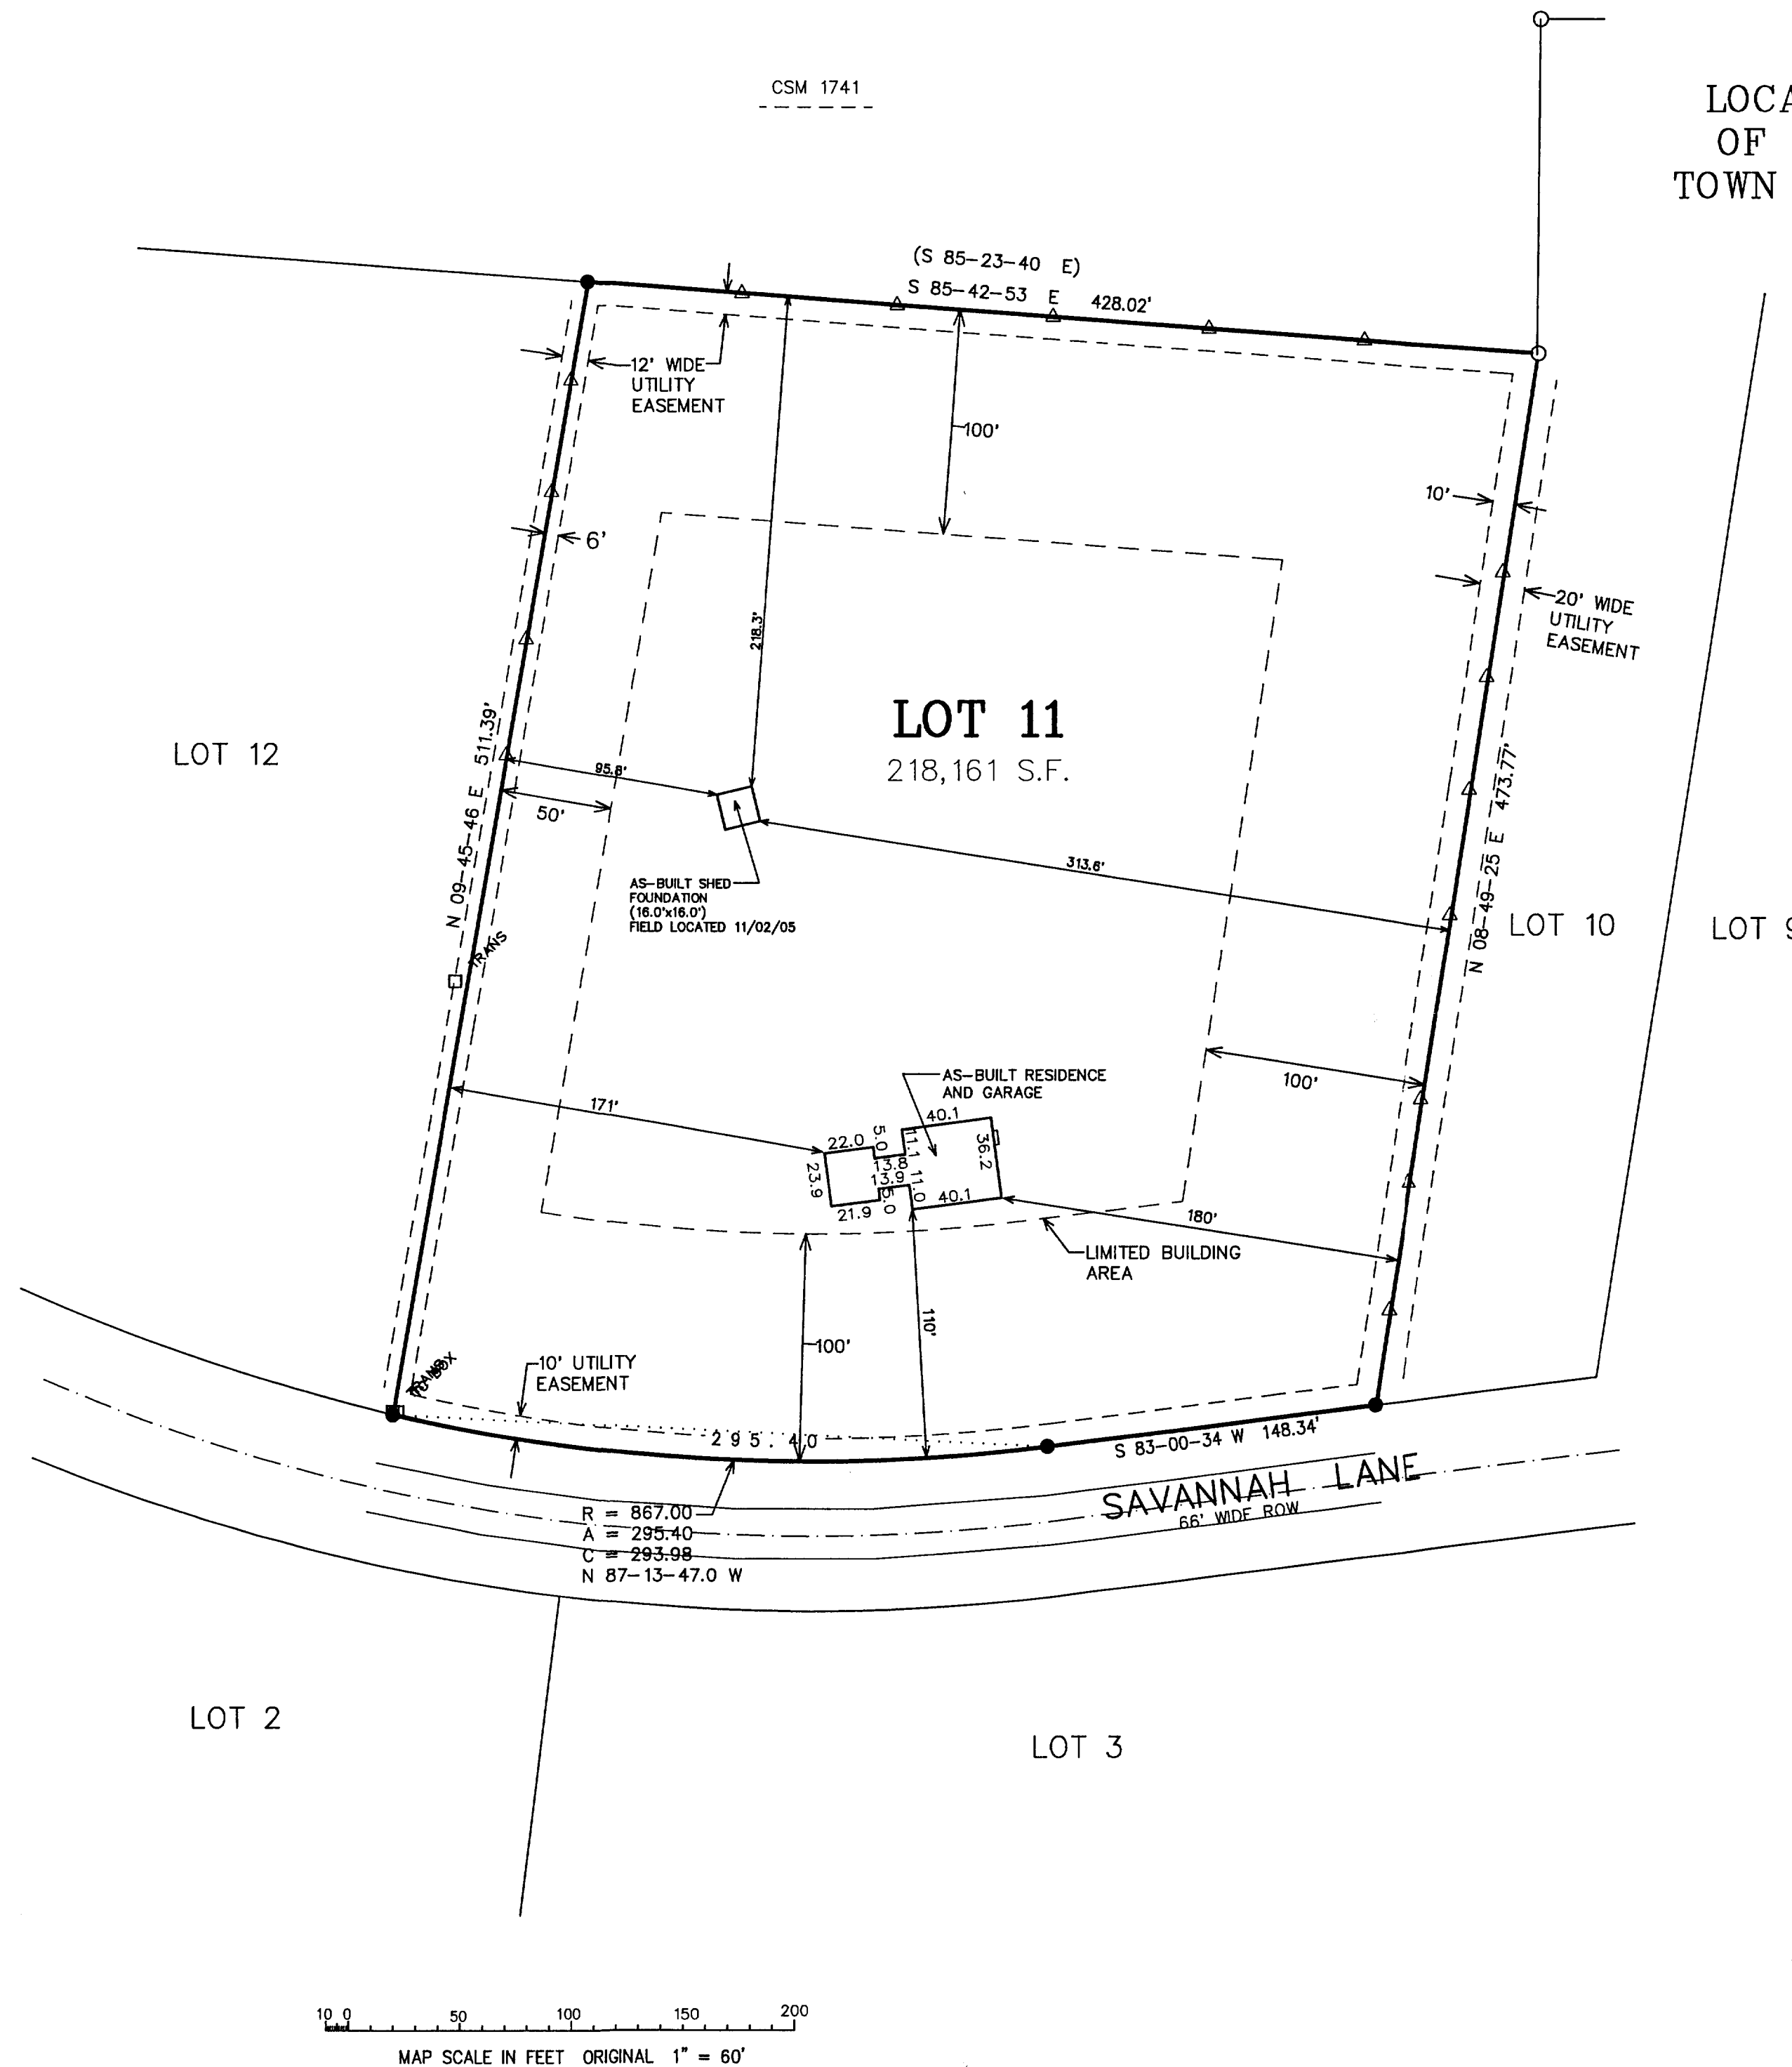 CSM 1741
LOCA
OF
TOWN
(S 85-23-40 E)
S 85-42-53 E 428.02'
12' WIDE
UTILITY
EASEMENT
100'
10'
6'
20' WIDE
UTILITY
EASEMENT
218.3'
LOT 11
218,161 S.F.
LOT 12
N 09-45-46 E 511.39'
95.8'
50'
313.6'
N 08-49-25 E 473.77'
AS-BUILT SHED
FOUNDATION
(16.0'x16.0')
FIELD LOCATED 11/02/05
LOT 10
LOT 9
TRANS
AS-BUILT RESIDENCE
AND GARAGE
100'
171'
40.1
22.0
5.0
11.1
36.2
13.8
23.9
13.9
11.0
21.9
5.0
40.1
180'
LIMITED BUILDING
AREA
110'
100'
10' UTILITY
EASEMENT
TRANS
295.40
S 83-00-34 W 148.34'
SAVANNAH LANE
66' WIDE ROW
R = 867.00
A = 295.40
C = 293.98
N 87-13-47.0 W
LOT 2
LOT 3
10 0 50 100 150 200
MAP SCALE IN FEET ORIGINAL 1" = 60'